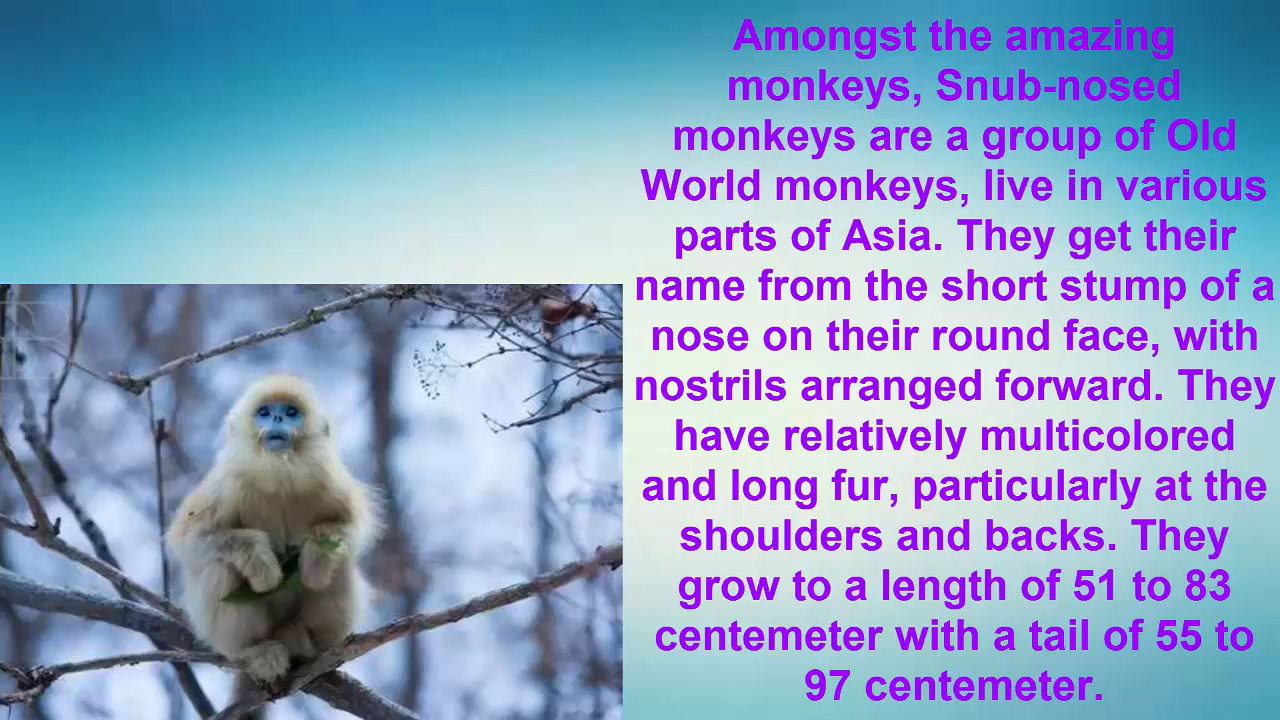 Amongst the amazing
monkeys, Snub-nosed
monkeys are a group of Old
World monkeys, live in various
parts of Asia. They get their
name from the short stump of a
nose on their round face, with
nostrils arranged forward. They
have relatively multicolored
and long fur, particularly at the
shoulders and backs. They
grow to a length of 51 to 83
centemeter with a tail of 55 to
97 centemeter.